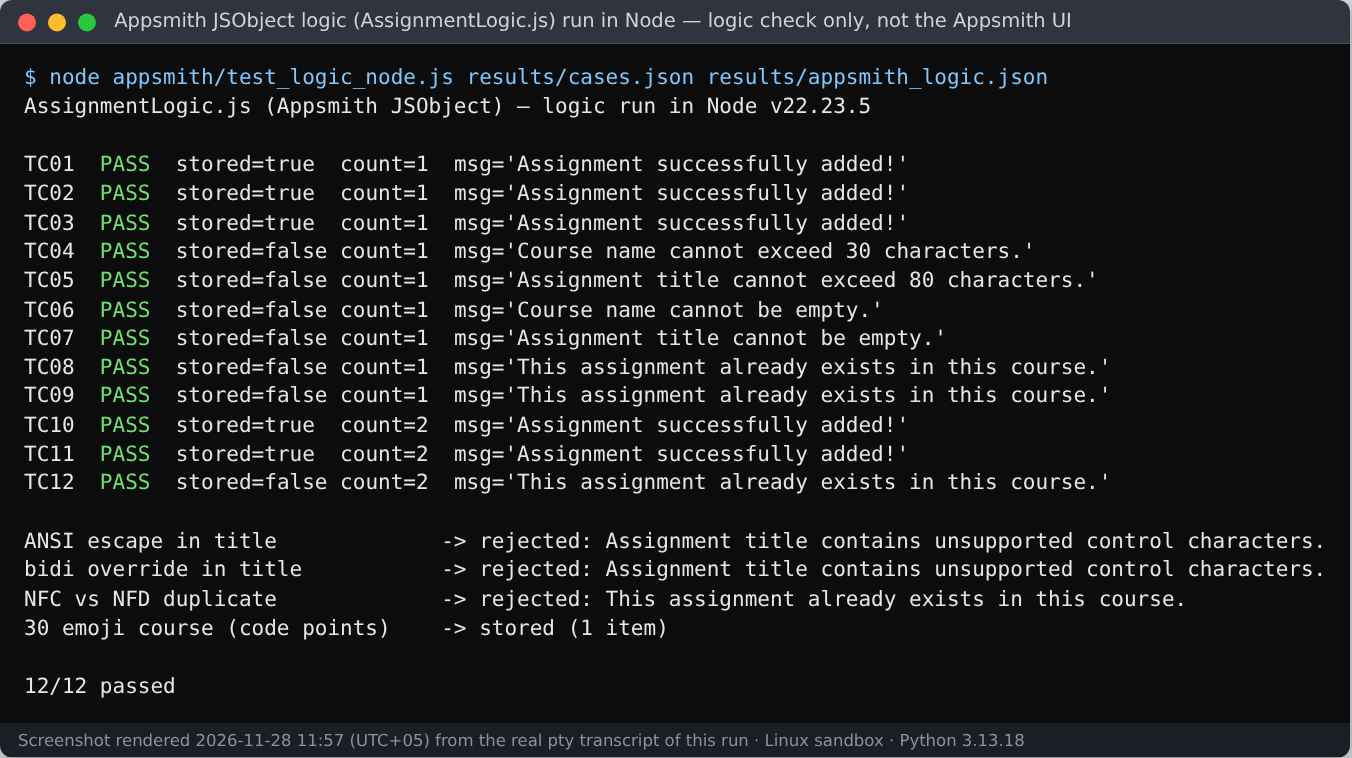 Appsmith JSObject logic (AssignmentLogic.js) run in Node — logic check only, not the Appsmith UI
$ node appsmith/test_logic_node.js results/cases.json results/appsmith_logic.json
AssignmentLogic.js (Appsmith JSObject) — logic run in Node v22.23.5
TC01  PASS  stored=true  count=1  msg='Assignment successfully added!'
TC02  PASS  stored=true  count=1  msg='Assignment successfully added!'
TC03  PASS  stored=true  count=1  msg='Assignment successfully added!'
TC04  PASS  stored=false count=1  msg='Course name cannot exceed 30 characters.'
TC05  PASS  stored=false count=1  msg='Assignment title cannot exceed 80 characters.'
TC06  PASS  stored=false count=1  msg='Course name cannot be empty.'
TC07  PASS  stored=false count=1  msg='Assignment title cannot be empty.'
TC08  PASS  stored=false count=1  msg='This assignment already exists in this course.'
TC09  PASS  stored=false count=1  msg='This assignment already exists in this course.'
TC10  PASS  stored=true  count=2  msg='Assignment successfully added!'
TC11  PASS  stored=true  count=2  msg='Assignment successfully added!'
TC12  PASS  stored=false count=2  msg='This assignment already exists in this course.'
ANSI escape in title             -> rejected: Assignment title contains unsupported control characters.
bidi override in title           -> rejected: Assignment title contains unsupported control characters.
NFC vs NFD duplicate             -> rejected: This assignment already exists in this course.
30 emoji course (code points)    -> stored (1 item)
12/12 passed
Screenshot rendered 2026-11-28 11:57 (UTC+05) from the real pty transcript of this run · Linux sandbox · Python 3.13.18